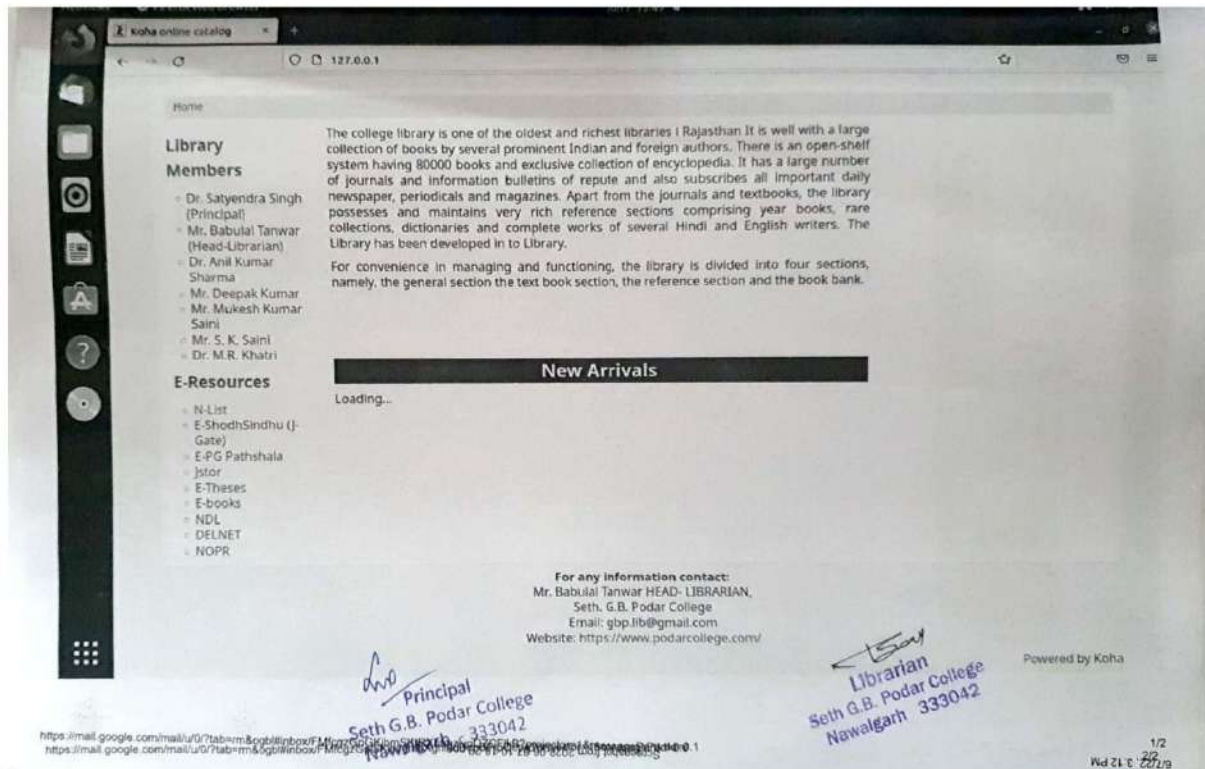 Koha online catalog
127.0.0.1
Home
Library
Members
Dr. Satyendra Singh
(Principal)
Mr. Babulal Tanwar
(Head-Librarian)
Dr. Anil Kumar
Sharma
Mr. Deepak Kumar
Mr. Mukesh Kumar
Saini
Mr. S. K. Saini
Dr. M.R. Khatri
E-Resources
N-List
E-ShodhSindhu (J-
Gate)
E-PG Pathshala
Jstor
E-Theses
E-books
NDL
DELNET
NOPR
The college library is one of the oldest and richest libraries i Rajasthan It is well with a large
collection of books by several prominent Indian and foreign authors. There is an open-shelf
system having 80000 books and exclusive collection of encyclopedia. It has a large number
of journals and information bulletins of repute and also subscribes all important daily
newspaper, periodicals and magazines. Apart from the journals and textbooks, the library
possesses and maintains very rich reference sections comprising year books, rare
collections, dictionaries and complete works of several Hindi and English writers. The
Library has been developed in to Library.
For convenience in managing and functioning, the library is divided into four sections,
namely, the general section the text book section, the reference section and the book bank.
New Arrivals
Loading...
For any information contact:
Mr. Babulal Tanwar HEAD- LIBRARIAN,
Seth. G.B. Podar College
Email: gbp.lib@gmail.com
Website: https://www.podarcollege.com/
Powered by Koha
Principal
Seth G.B. Podar College
Nawalgarh 333042
Librarian
Seth G.B. Podar College
Nawalgarh 333042
1/2
2/2